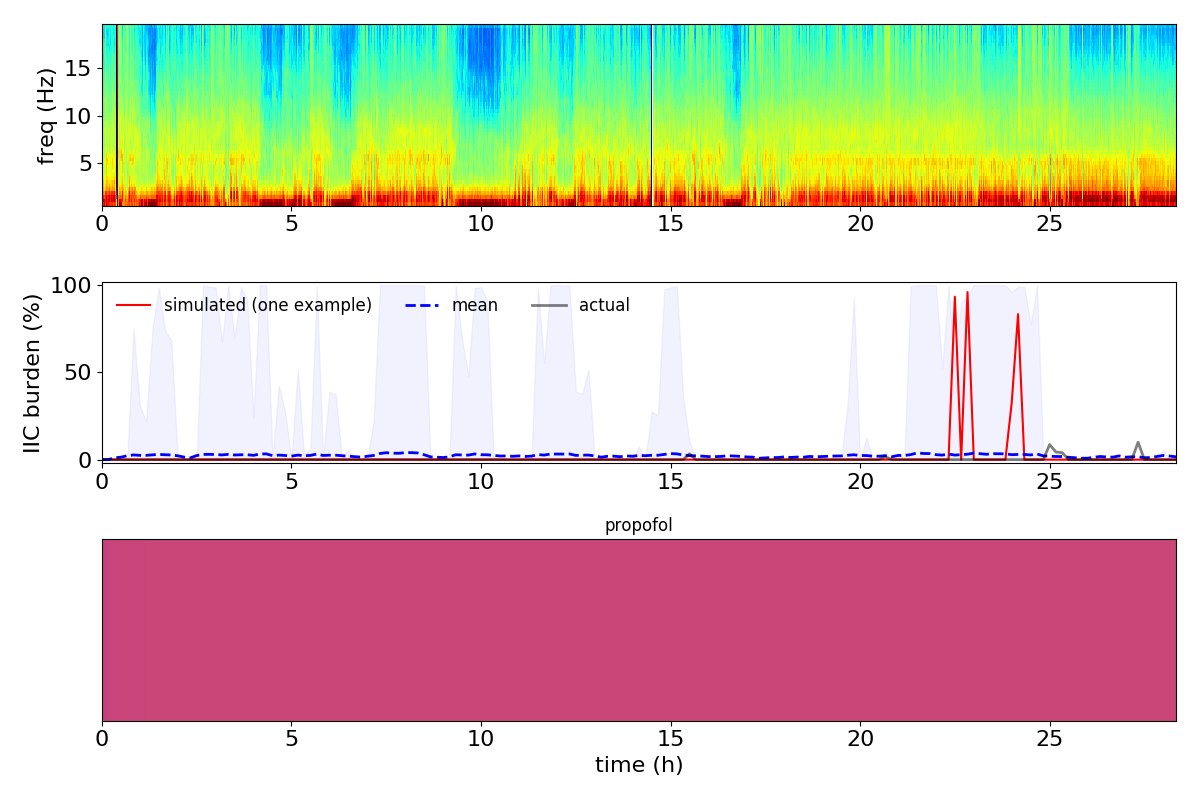 freq (Hz)
15
10
5
0 5 10 15 20 25
IIC burden (%)
100
50
0
simulated (one example) mean actual
0 5 10 15 20 25
propofol
0 5 10 15 20 25
time (h)